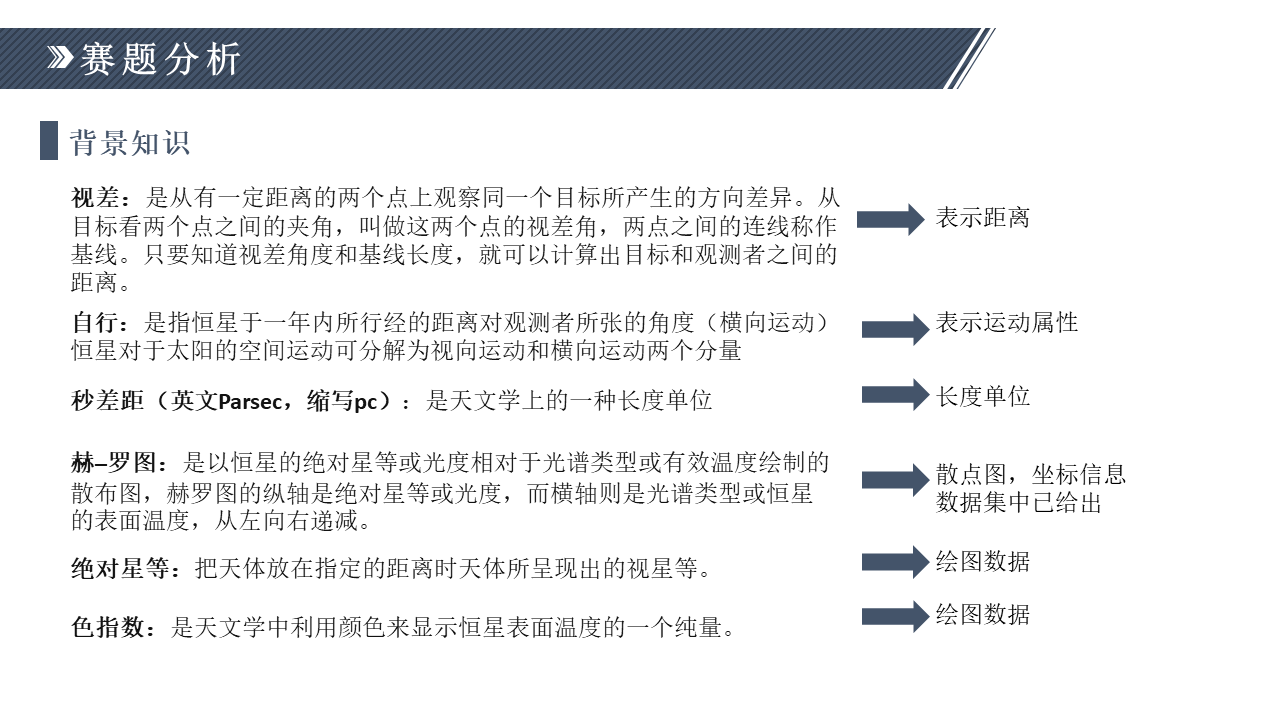 赛题分析
背景知识
视差：是从有一定距离的两个点上观察同一个目标所产生的方向差异。从
目标看两个点之间的夹角，叫做这两个点的视差角，两点之间的连线称作
基线。只要知道视差角度和基线长度，就可以计算出目标和观测者之间的
距离。
表示距离
自行：是指恒星于一年内所行经的距离对观测者所张的角度（横向运动）
恒星对于太阳的空间运动可分解为视向运动和横向运动两个分量
表示运动属性
秒差距（英文Parsec，缩写pc）：是天文学上的一种长度单位
长度单位
赫–罗图：是以恒星的绝对星等或光度相对于光谱类型或有效温度绘制的
散布图，赫罗图的纵轴是绝对星等或光度，而横轴则是光谱类型或恒星
的表面温度，从左向右递减。
散点图，坐标信息
数据集中已给出
绝对星等：把天体放在指定的距离时天体所呈现出的视星等。
绘图数据
色指数：是天文学中利用颜色来显示恒星表面温度的一个纯量。
绘图数据